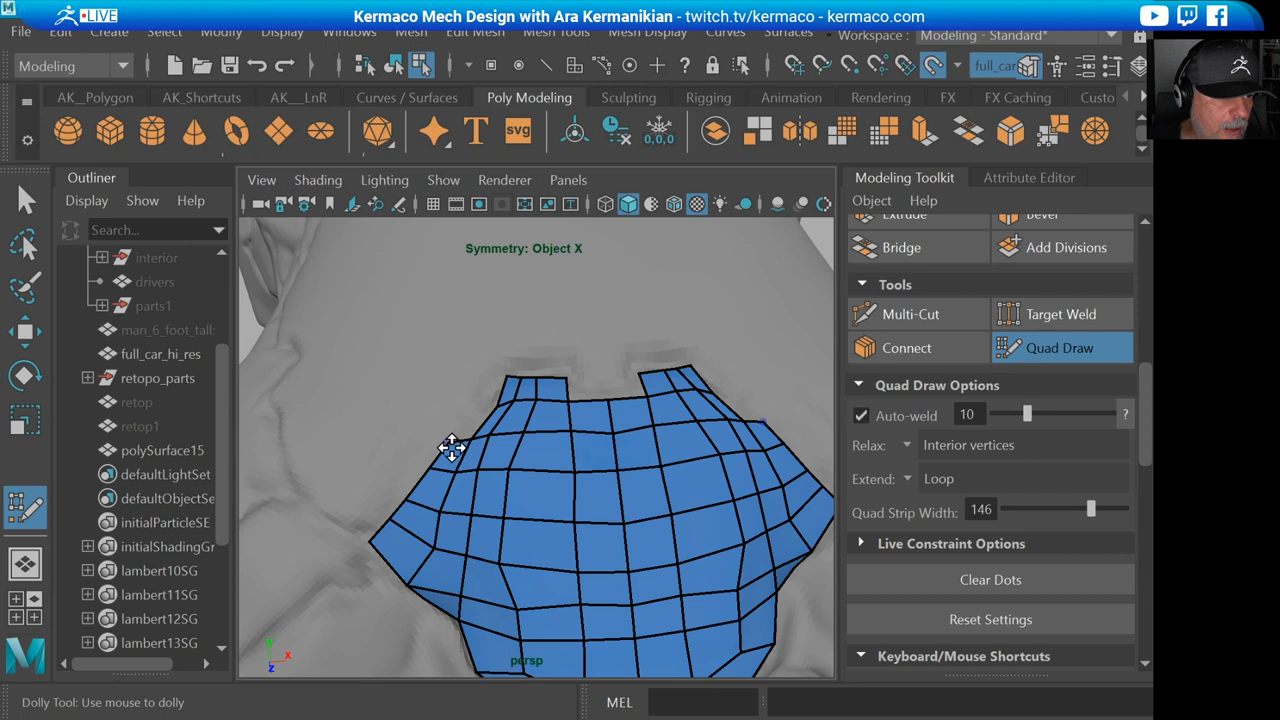 LIVE
Kermaco Mech Design with Ara Kermanikian - twitch.tv/kermaco - kermaco.com
File Edit Create Select Modify Display Windows Mesh Edit Mesh Mesh Tools Mesh Display Curves Surfaces Workspace : Modeling - Standard*
Modeling full_car
AK__Polygon AK_Shortcuts AK__LnR Curves / Surfaces Poly Modeling Sculpting Rigging Animation Rendering FX FX Caching Custo
svg 0,0,0
Outliner
Display Show Help
Search...
interior
drivers
parts1
man_6_foot_tall:
full_car_hi_res
retopo_parts
retop
retop1
polySurface15
defaultLightSet
defaultObjectSe
initialParticleSE
initialShadingGr
lambert10SG
lambert11SG
lambert12SG
lambert13SG
View Shading Lighting Show Renderer Panels
Symmetry: Object X
persp
Y
X
Z
Modeling Toolkit Attribute Editor
Object Help
Extrude Bevel
Bridge Add Divisions
Tools
Multi-Cut Target Weld
Connect Quad Draw
Quad Draw Options
Auto-weld 10 ?
Relax: Interior vertices
Extend: Loop
Quad Strip Width: 146
Live Constraint Options
Clear Dots
Reset Settings
Keyboard/Mouse Shortcuts
Dolly Tool: Use mouse to dolly MEL